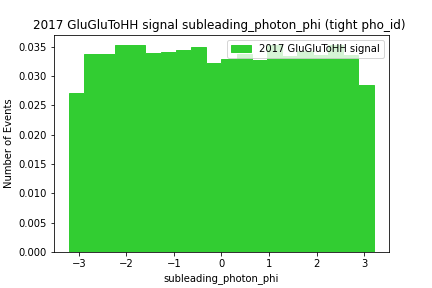 2017 GluGluToHH signal subleading_photon_phi (tight pho_id)
2017 GluGluToHH signal
Number of Events
0.035
0.030
0.025
0.020
0.015
0.010
0.005
0.000
−3 −2 −1 0 1 2 3
subleading_photon_phi